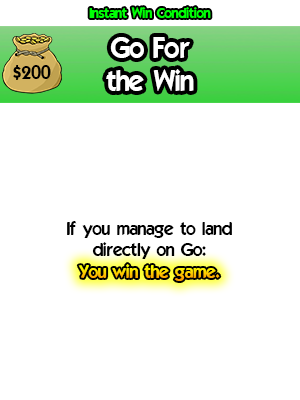 Instant Win Condition
Go For
the Win
$200
If you manage to land
directly on Go:
You win the game.